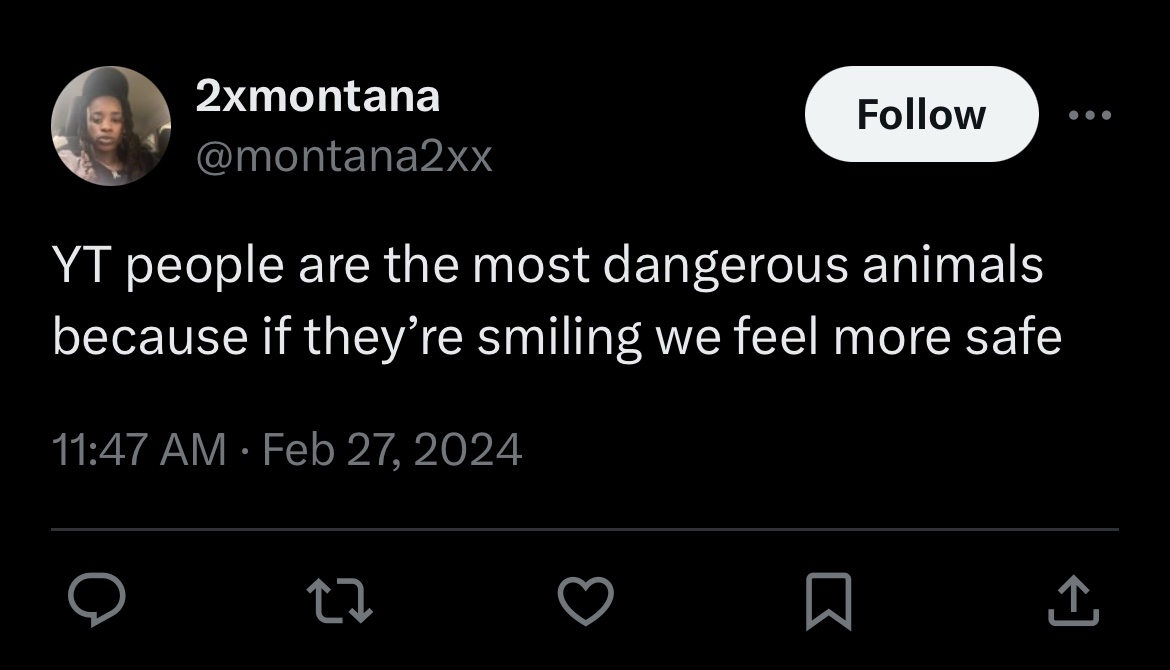 2xmontana
Follow
@montana2xx
YT people are the most dangerous animals
because if they’re smiling we feel more safe
11:47 AM · Feb 27, 2024